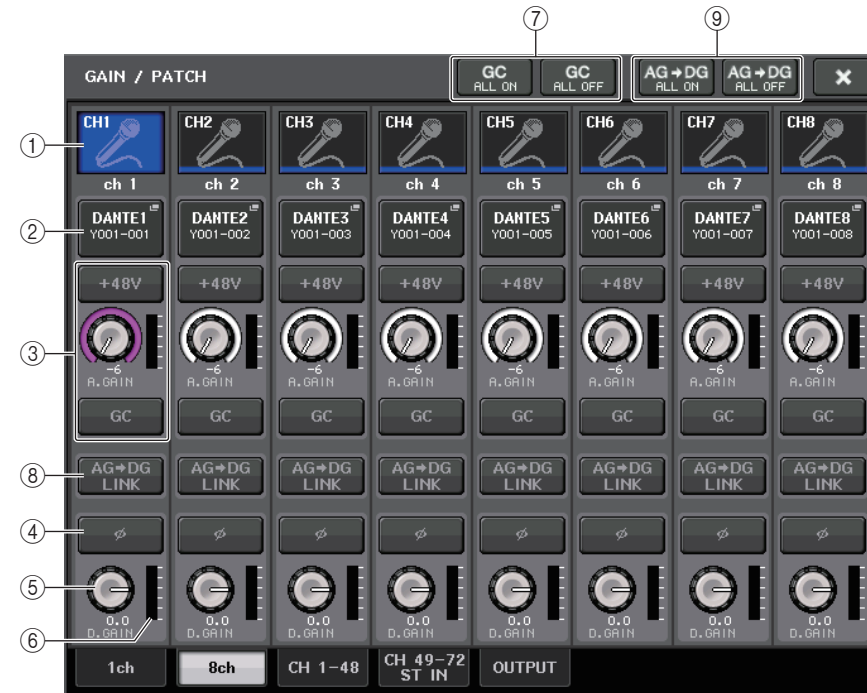 ⑦ ⑨
GAIN / PATCH
GC ALL ON
GC ALL OFF
AG➔DG ALL ON
AG➔DG ALL OFF
×
① CH1 CH2 CH3 CH4 CH5 CH6 CH7 CH8
ch 1 ch 2 ch 3 ch 4 ch 5 ch 6 ch 7 ch 8
② DANTE1 DANTE2 DANTE3 DANTE4 DANTE5 DANTE6 DANTE7 DANTE8
Y001-001 Y001-002 Y001-003 Y001-004 Y001-005 Y001-006 Y001-007 Y001-008
+48V +48V +48V +48V +48V +48V +48V +48V
③
-6 -6 -6 -6 -6 -6 -6 -6
A.GAIN A.GAIN A.GAIN A.GAIN A.GAIN A.GAIN A.GAIN A.GAIN
GC GC GC GC GC GC GC GC
⑧ AG➔DG AG➔DG AG➔DG AG➔DG AG➔DG AG➔DG AG➔DG AG➔DG
LINK LINK LINK LINK LINK LINK LINK LINK
④ ø ø ø ø ø ø ø ø
⑤
⑥ 0.0 0.0 0.0 0.0 0.0 0.0 0.0 0.0
D.GAIN D.GAIN D.GAIN D.GAIN D.GAIN D.GAIN D.GAIN D.GAIN
1ch 8ch CH 1-48 CH 49-72 ST IN OUTPUT